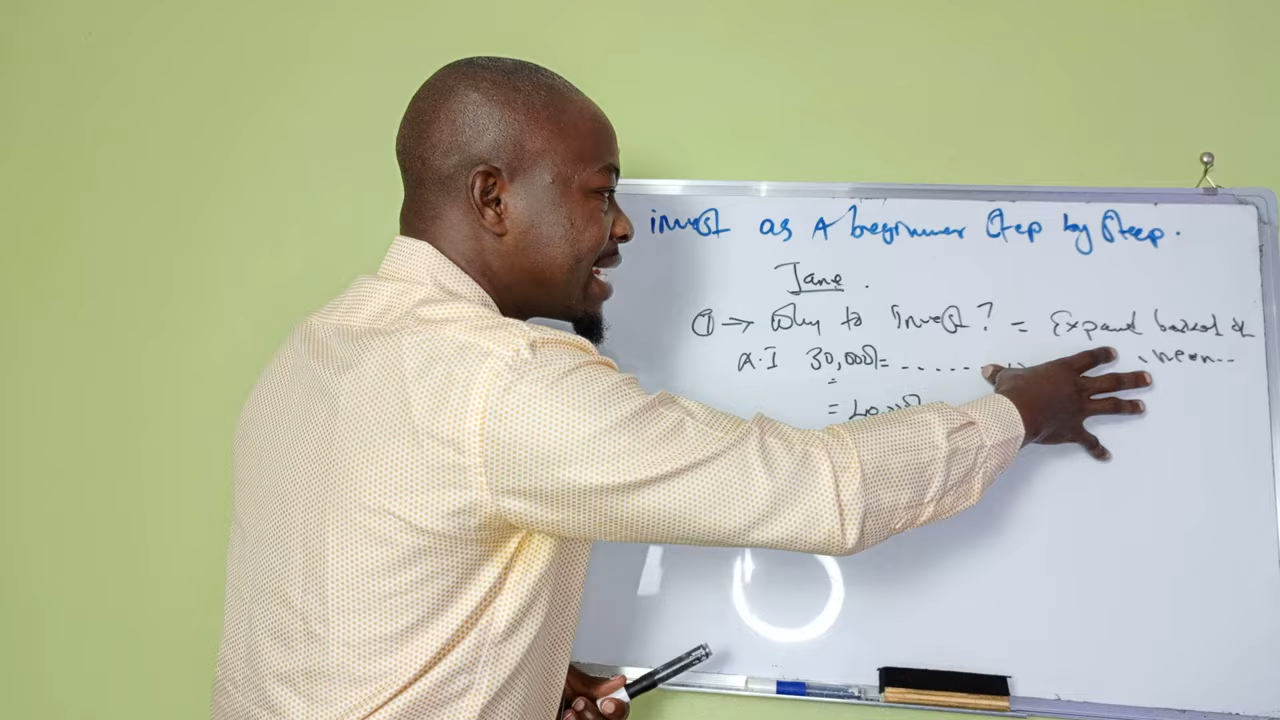 invest as A beginner Step by Step.
Jane.
① → Why to invest? = Expand basket of
A.I 30,000/= .......
=